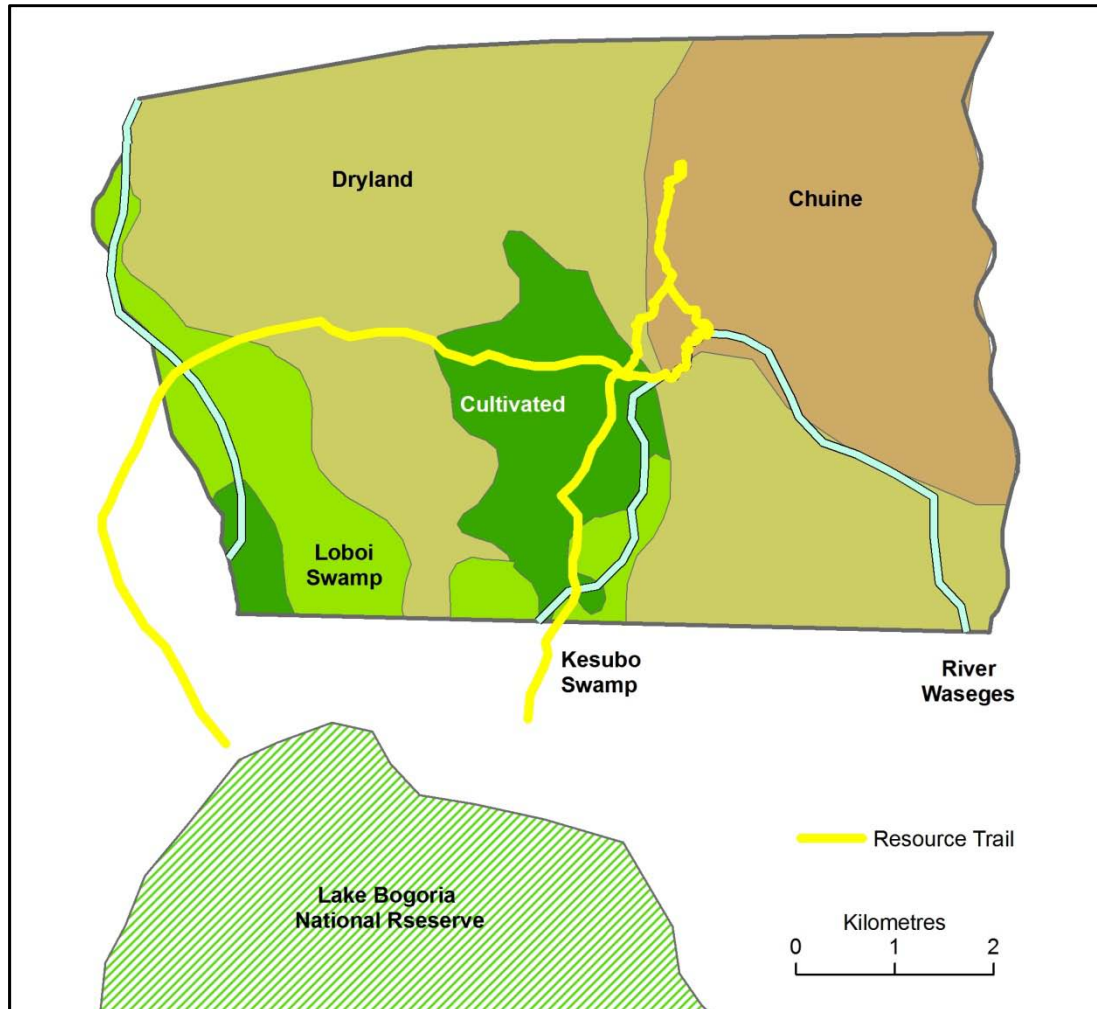 Dryland
Chuine
Cultivated
Loboi
Swamp
Kesubo
Swamp
River
Waseges
Resource Trail
Lake Bogoria
National Rseserve
Kilometres
0 1 2